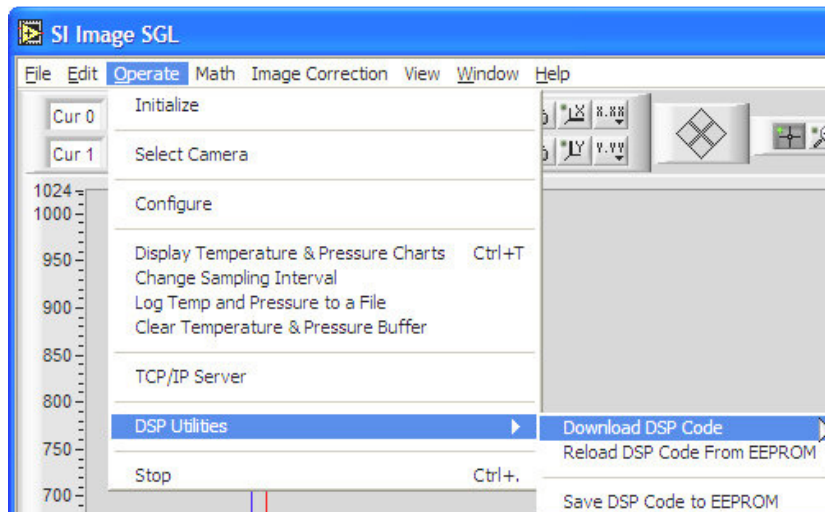 SI Image SGL
File Edit Operate Math Image Correction View Window Help
Cur 0
Cur 1
X X.XX
Y Y.YY
Initialize
Select Camera
Configure
Display Temperature & Pressure Charts Ctrl+T
Change Sampling Interval
Log Temp and Pressure to a File
Clear Temperature & Pressure Buffer
TCP/IP Server
DSP Utilities
Stop Ctrl+.
Download DSP Code
Reload DSP Code From EEPROM
Save DSP Code to EEPROM
1024
1000
950
900
850
800
750
700